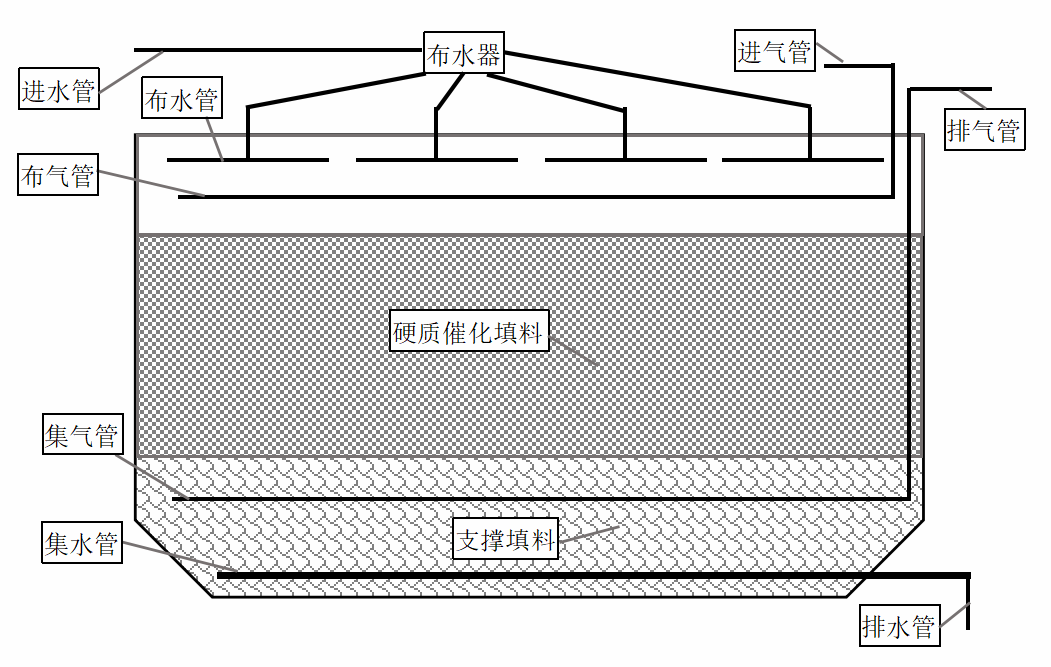 布水器
进气管
进水管
布水管
排气管
布气管
硬质催化填料
集气管
集水管
支撑填料
排水管